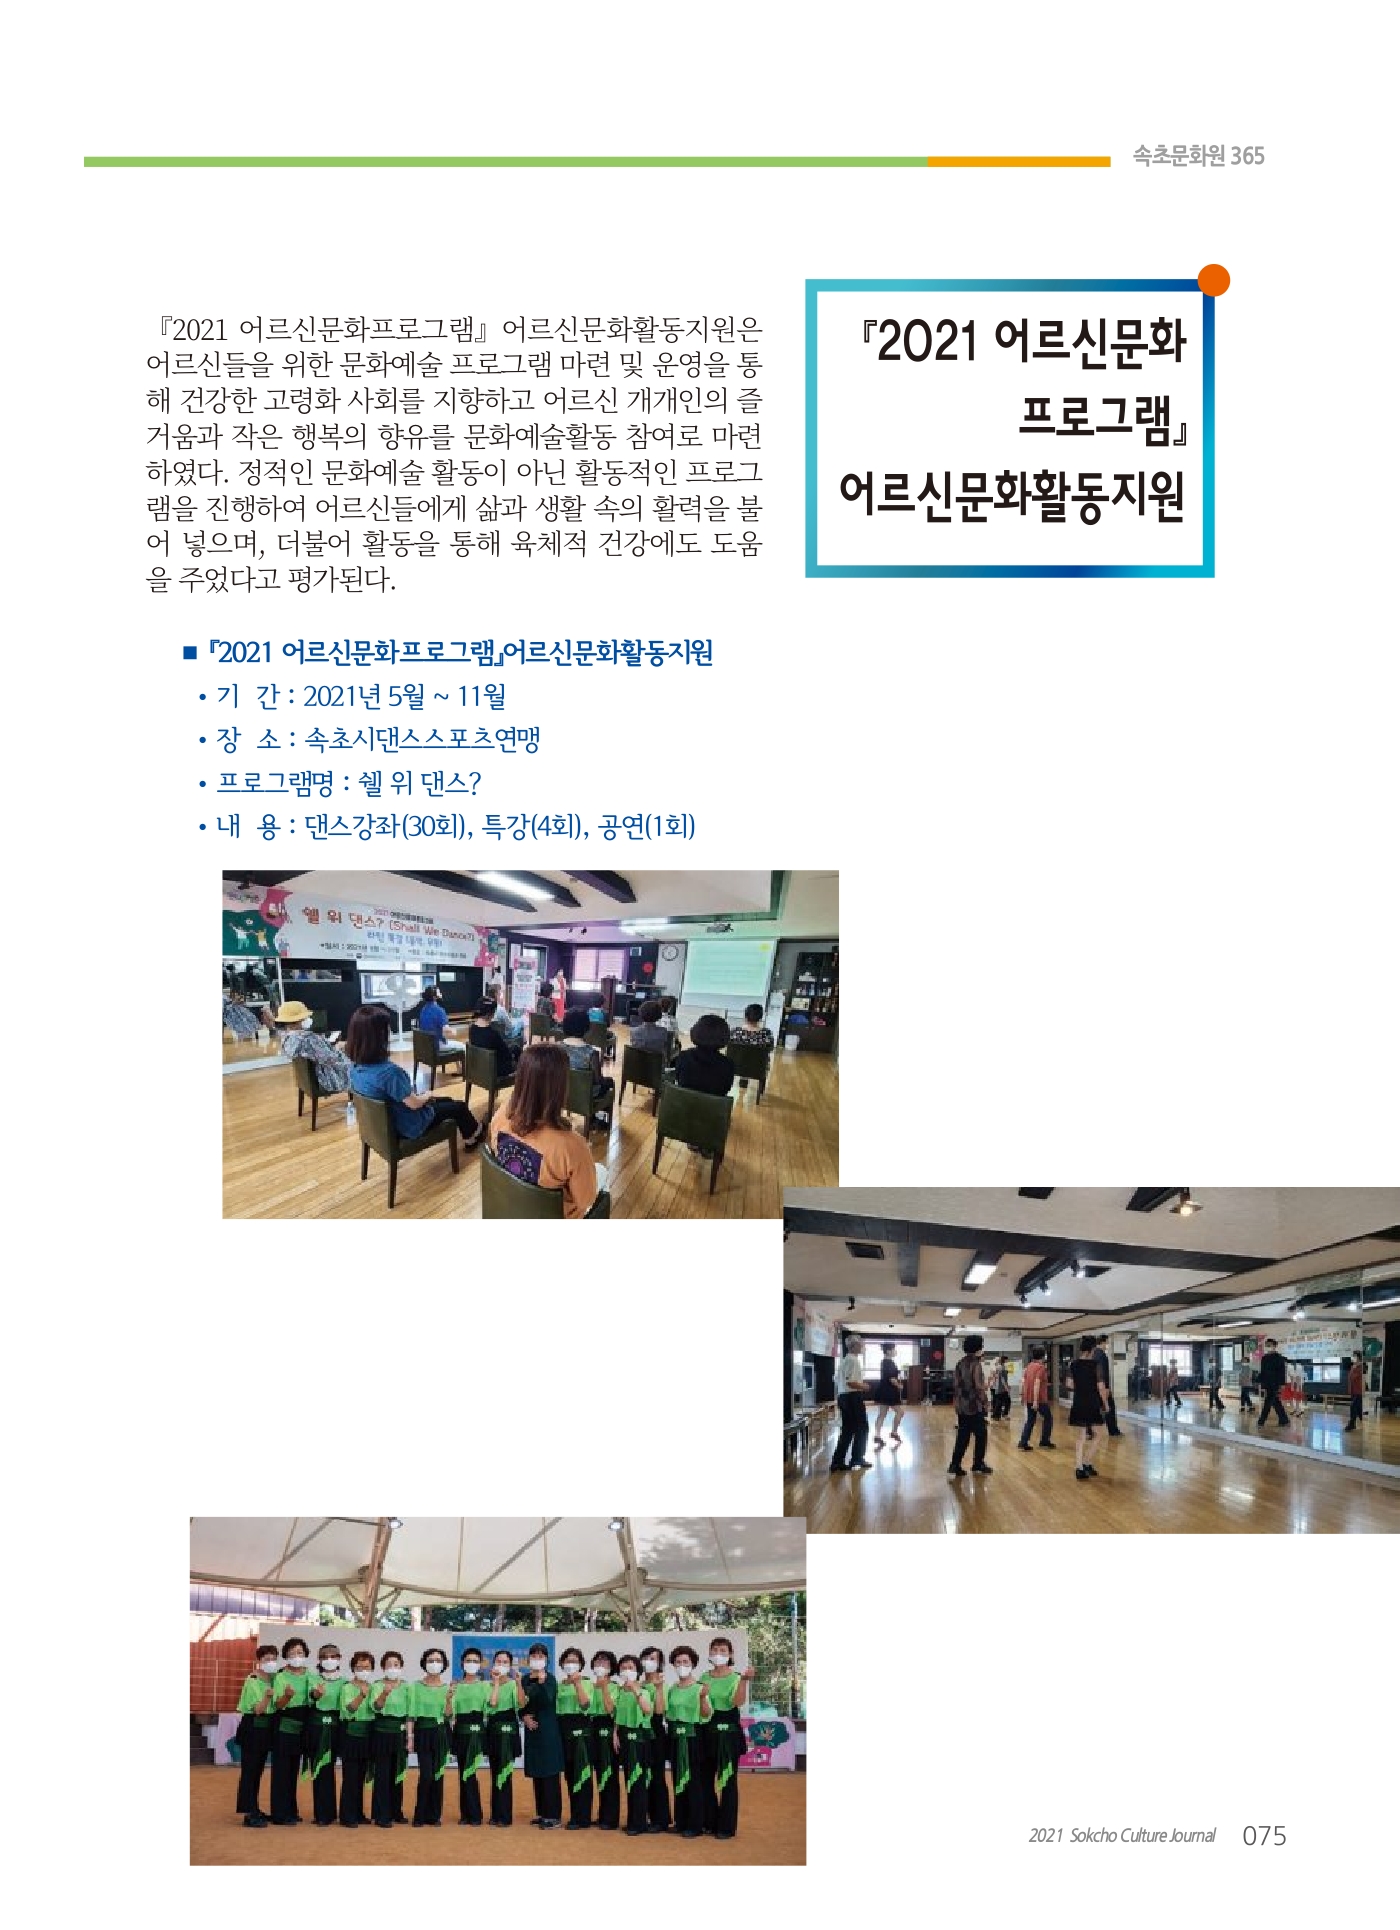 속초문화원 365
『2021 어르신문화
프로그램』
어르신문화활동지원
『2021 어르신문화프로그램』 어르신문화활동지원은
어르신들을 위한 문화예술 프로그램 마련 및 운영을 통
해 건강한 고령화 사회를 지향하고 어르신 개개인의 즐
거움과 작은 행복의 향유를 문화예술활동 참여로 마련
하였다. 정적인 문화예술 활동이 아닌 활동적인 프로그
램을 진행하여 어르신들에게 삶과 생활 속의 활력을 불
어 넣으며, 더불어 활동을 통해 육체적 건강에도 도움
을 주었다고 평가된다.
■ 『2021 어르신문화프로그램』어르신문화활동지원
• 기 간 : 2021년 5월 ~ 11월
• 장 소 : 속초시댄스스포츠연맹
• 프로그램명 : 쉘 위 댄스?
• 내 용 : 댄스강좌(30회), 특강(4회), 공연(1회)
쉘 위 댄스? (Shall We Dance?)
2021 Sokcho Culture Journal 075